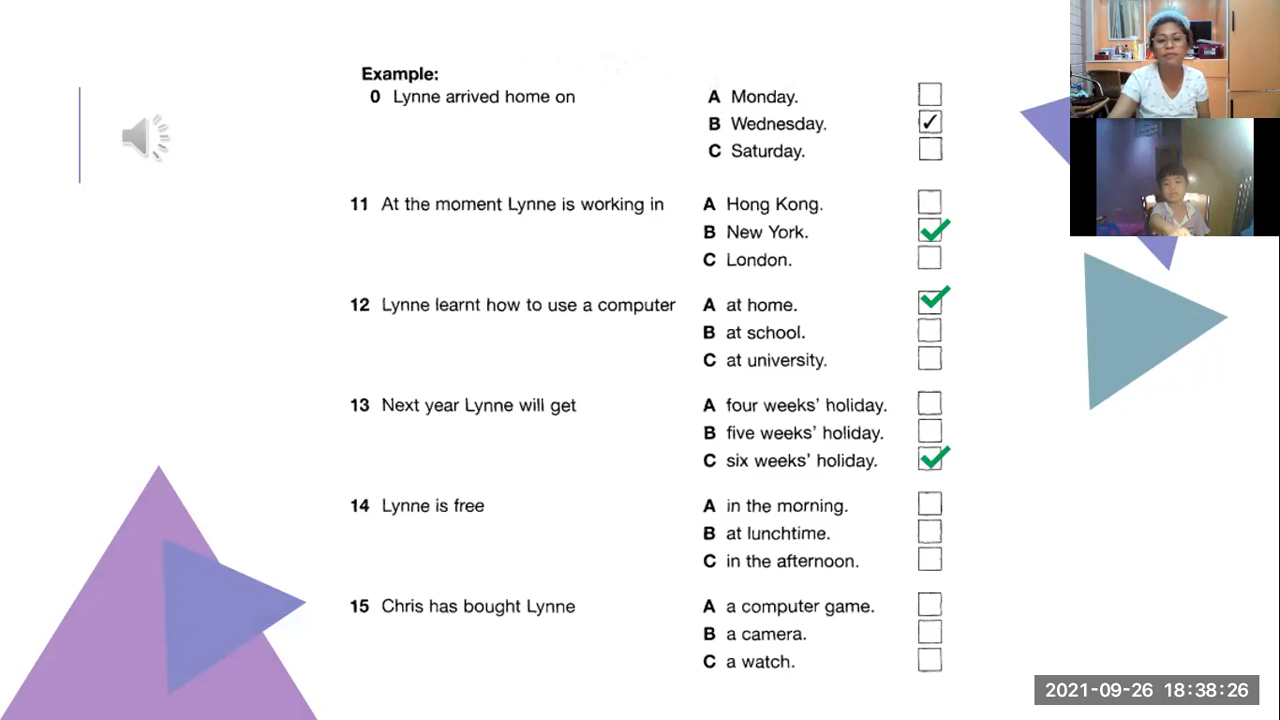 Example:
0 Lynne arrived home on A Monday.
B Wednesday. ✓
C Saturday.
11 At the moment Lynne is working in A Hong Kong.
B New York. ✓
C London.
12 Lynne learnt how to use a computer A at home. ✓
B at school.
C at university.
13 Next year Lynne will get A four weeks' holiday.
B five weeks' holiday.
C six weeks' holiday. ✓
14 Lynne is free A in the morning.
B at lunchtime.
C in the afternoon.
15 Chris has bought Lynne A a computer game.
B a camera.
C a watch.
2021-09-26 18:38:26